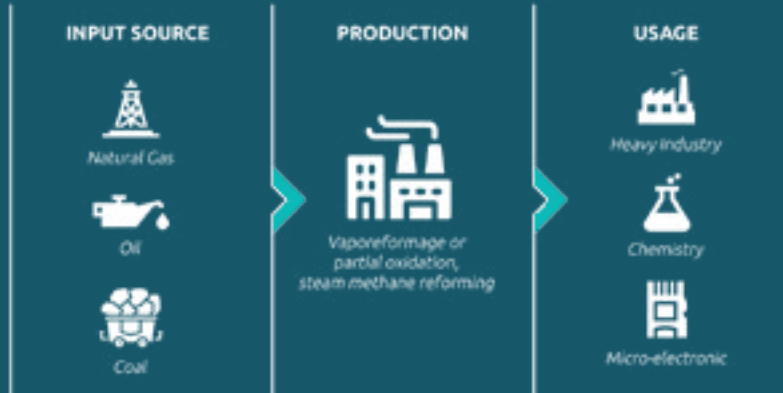 INPUT SOURCE
Natural Gas
Oil
Coal
PRODUCTION
Vaporeformage or
partial oxidation,
steam methane reforming
USAGE
Heavy Industry
Chemistry
Micro-electronic